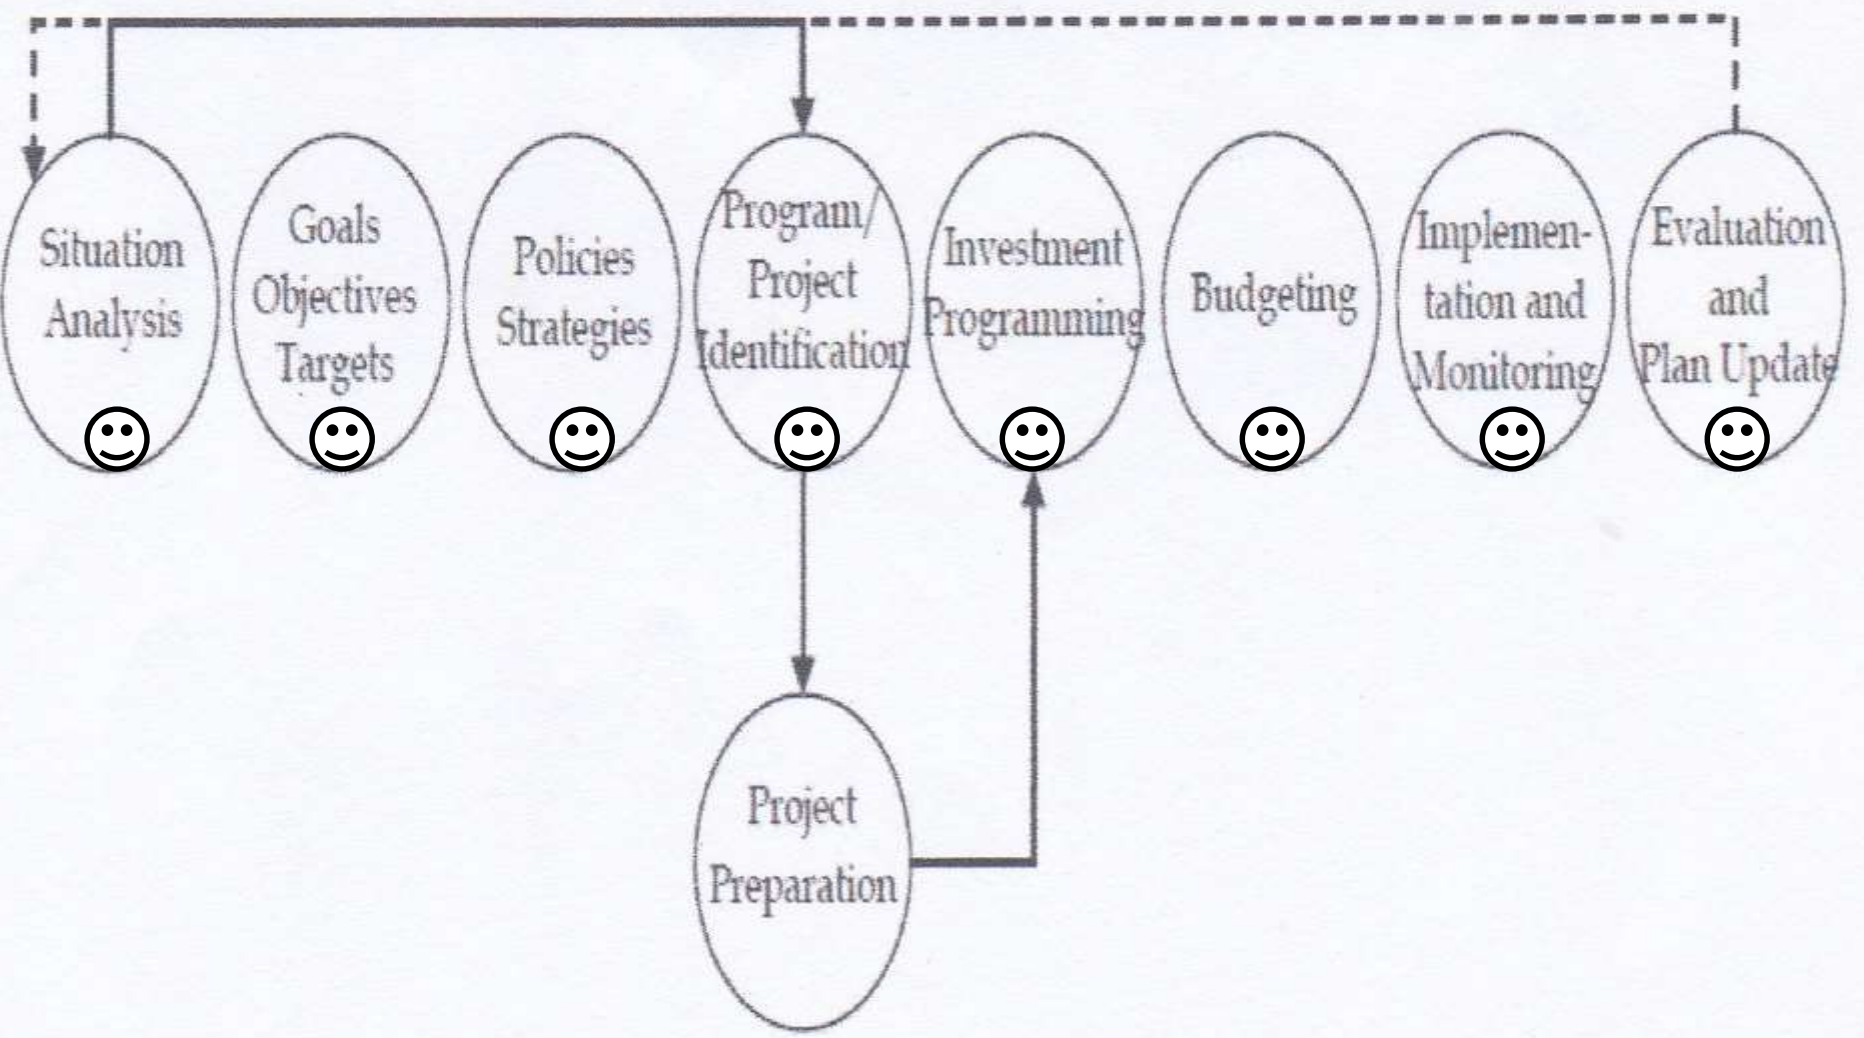 Situation
Analysis
Goals
Objectives
Targets
Policies
Strategies
Program/
Project
Identification
Investment
Programming
Budgeting
Implemen-
tation and
Monitoring
Evaluation
and
Plan Update
Project
Preparation